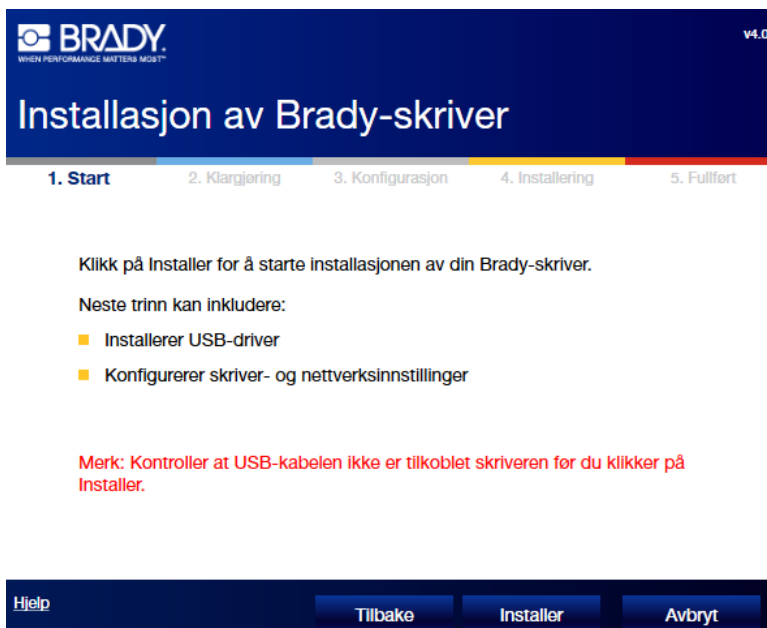 BRADY.
WHEN PERFORMANCE MATTERS MOST™
v4.0
Installasjon av Brady-skriver
1. Start
2. Klargjøring
3. Konfigurasjon
4. Installering
5. Fullført
Klikk på Installer for å starte installasjonen av din Brady-skriver.
Neste trinn kan inkludere:
Installerer USB-driver
Konfigurerer skriver- og nettverksinnstillinger
Merk: Kontroller at USB-kabelen ikke er tilkoblet skriveren før du klikker på
Installer.
Hjelp
Tilbake
Installer
Avbryt